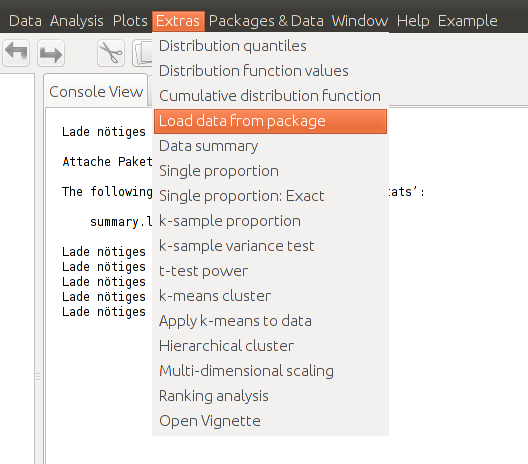 Data Analysis Plots Extras Packages & Data Window Help Example
Distribution quantiles
Distribution function values
Cumulative distribution function
Load data from package
Data summary
Single proportion
Single proportion: Exact
k-sample proportion
k-sample variance test
t-test power
k-means cluster
Apply k-means to data
Hierarchical cluster
Multi-dimensional scaling
Ranking analysis
Open Vignette
Console View
Lade nötiges
Attache Paket
The following tats’:
summary.l
Lade nötiges
Lade nötiges
Lade nötiges
Lade nötiges
Lade nötiges